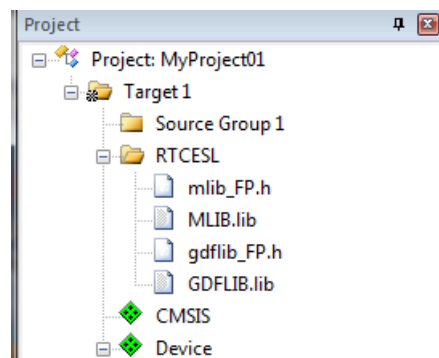 Project
Project: MyProject01
Target 1
Source Group 1
RTCESL
mlib_FP.h
MLIB.lib
gdflib_FP.h
GDFLIB.lib
CMSIS
Device